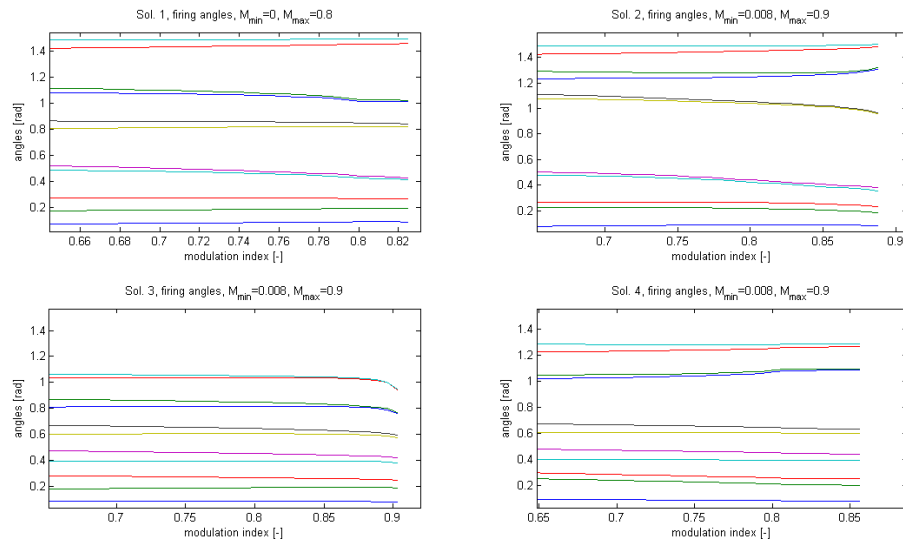 Sol. 1, firing angles, M_min=0, M_max=0.8
1.4
1.2
1
0.8
0.6
0.4
0.2
angles [rad]
0.66 0.68 0.7 0.72 0.74 0.76 0.78 0.8 0.82
modulation index [-]
Sol. 2, firing angles, M_min=0.008, M_max=0.9
1.4
1.2
1
0.8
0.6
0.4
0.2
angles [rad]
0.7 0.75 0.8 0.85 0.9
modulation index [-]
Sol. 3, firing angles, M_min=0.008, M_max=0.9
1.4
1.2
1
0.8
0.6
0.4
0.2
angles [rad]
0.7 0.75 0.8 0.85 0.9
modulation index [-]
Sol. 4, firing angles, M_min=0.008, M_max=0.9
1.4
1.2
1
0.8
0.6
0.4
0.2
angles [rad]
0.65 0.7 0.75 0.8 0.85
modulation index [-]